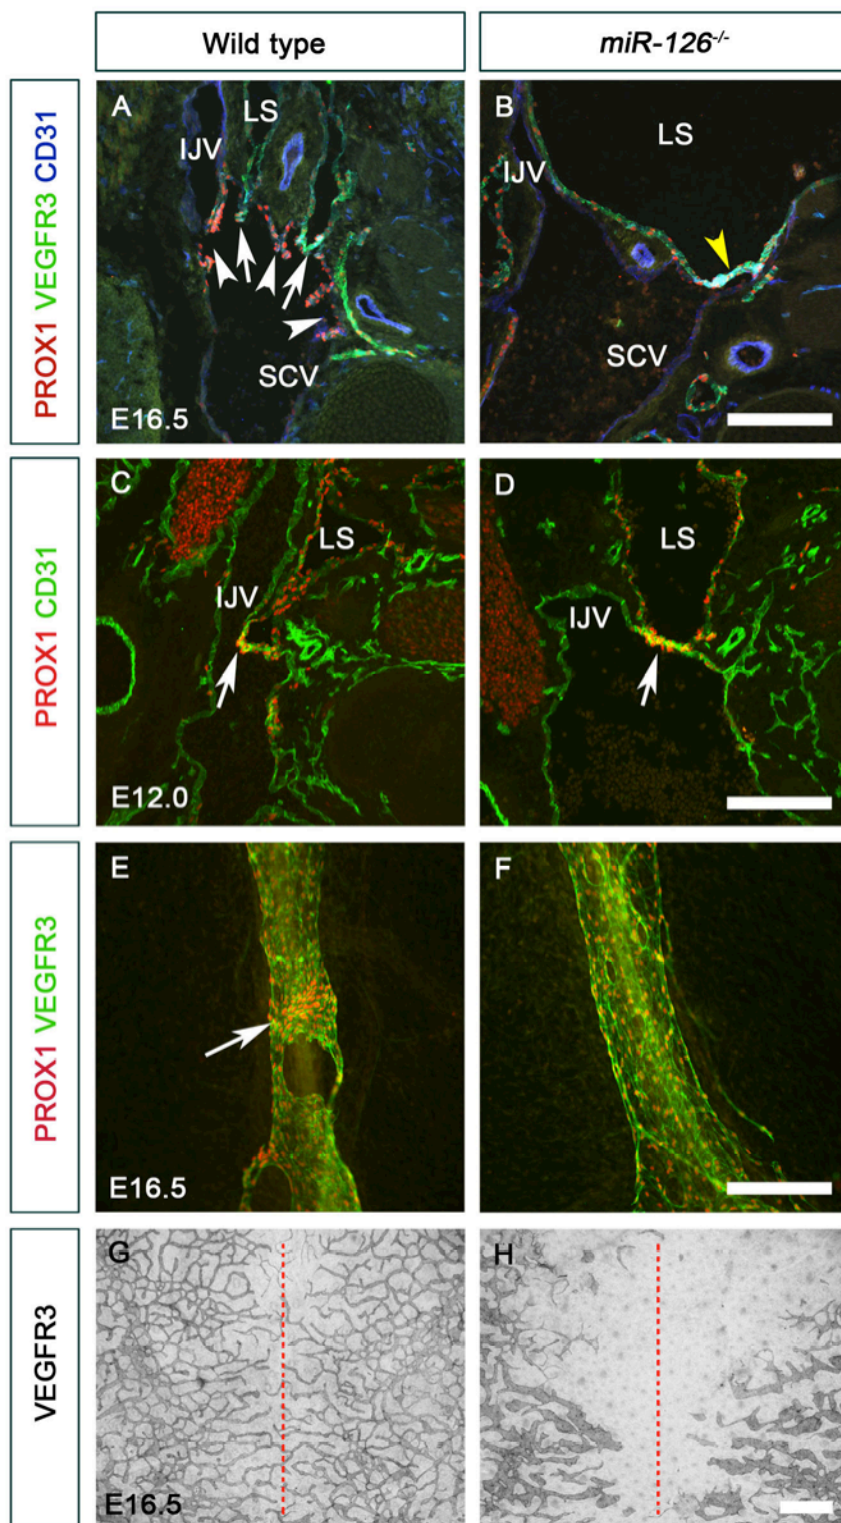 Wild type
miR-126-/-
PROX1 VEGFR3 CD31
A
LS
IJV
SCV
E16.5
B
LS
IJV
SCV
PROX1 CD31
C
LS
IJV
E12.0
D
LS
IJV
PROX1 VEGFR3
E
E16.5
F
VEGFR3
G
E16.5
H